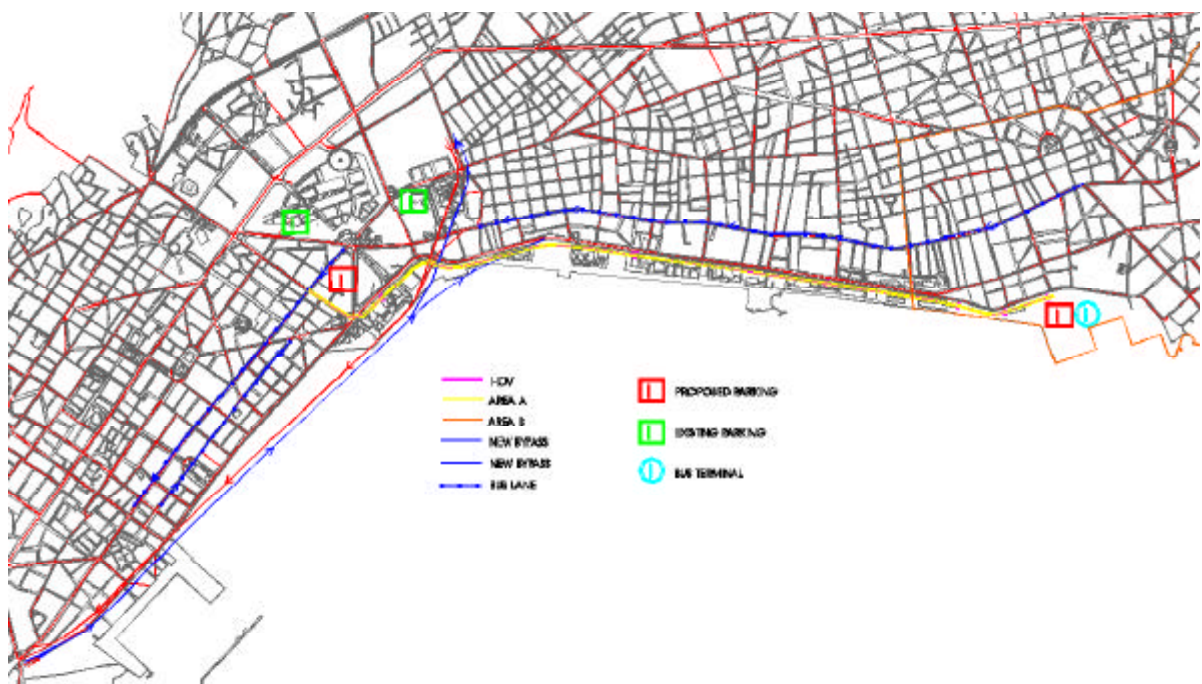 HOV
AREA A
AREA B
NEW BYPASS
NEW BYPASS
BUS LANE
PROPOSED PARKING
EXISTING PARKING
BUS TERMINAL